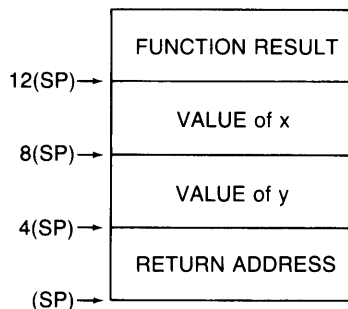 FUNCTION RESULT
12(SP)
VALUE of x
8(SP)
VALUE of y
4(SP)
RETURN ADDRESS
(SP)